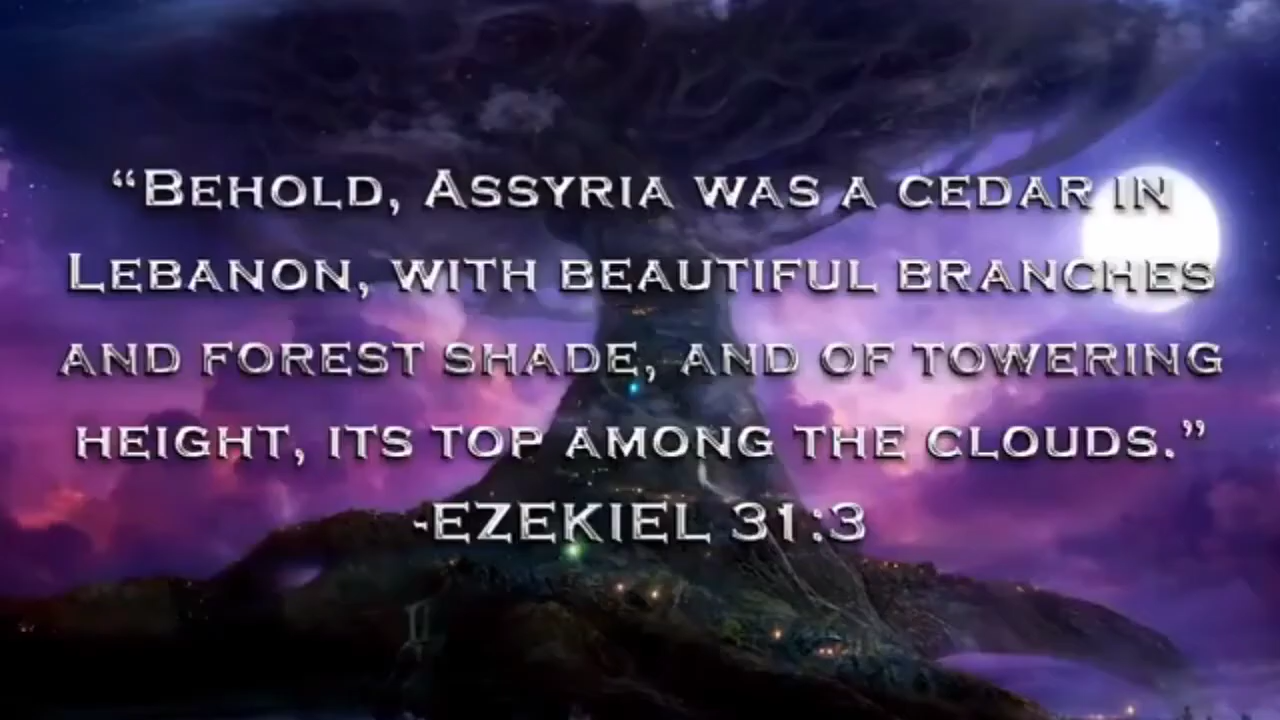 “Behold, Assyria was a cedar in
Lebanon, with beautiful branches
and forest shade, and of towering
height, its top among the clouds.”
-EZEKIEL 31:3